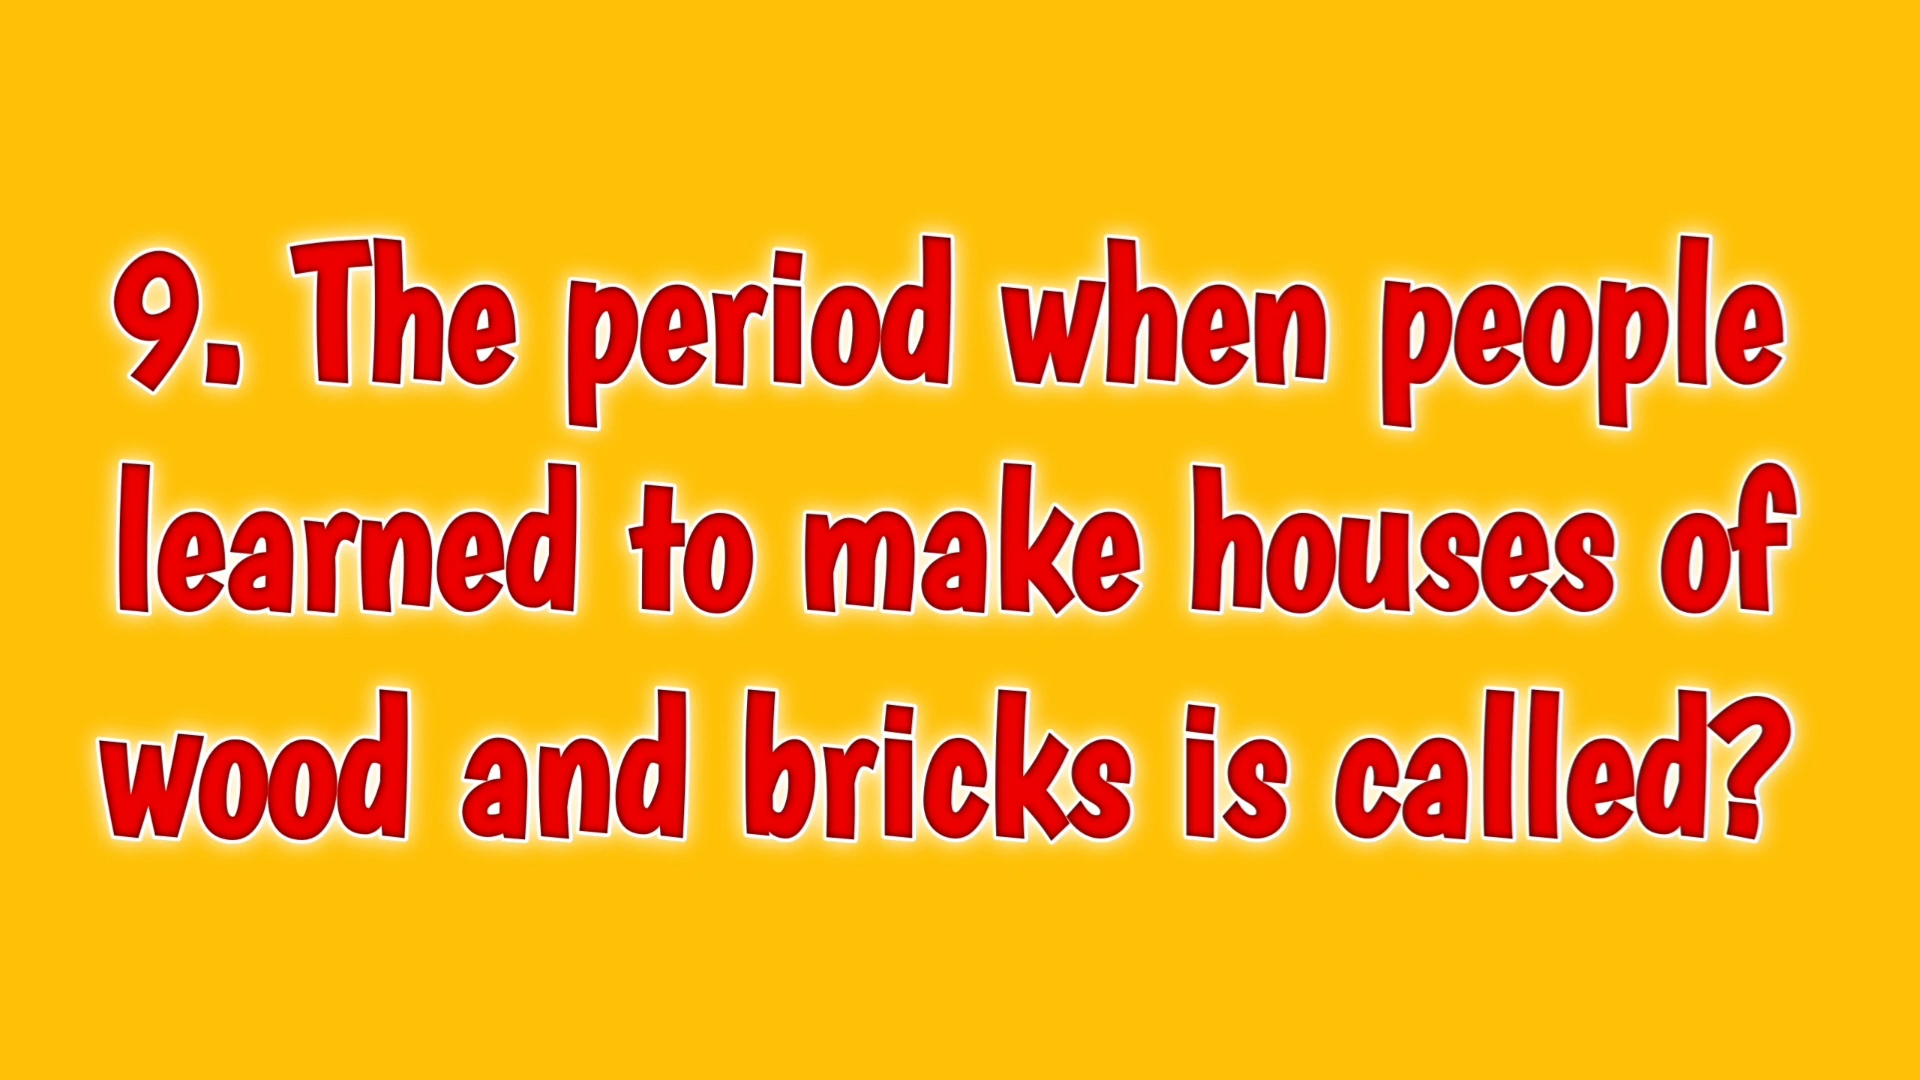 9. The period when people
learned to make houses of
wood and bricks is called?